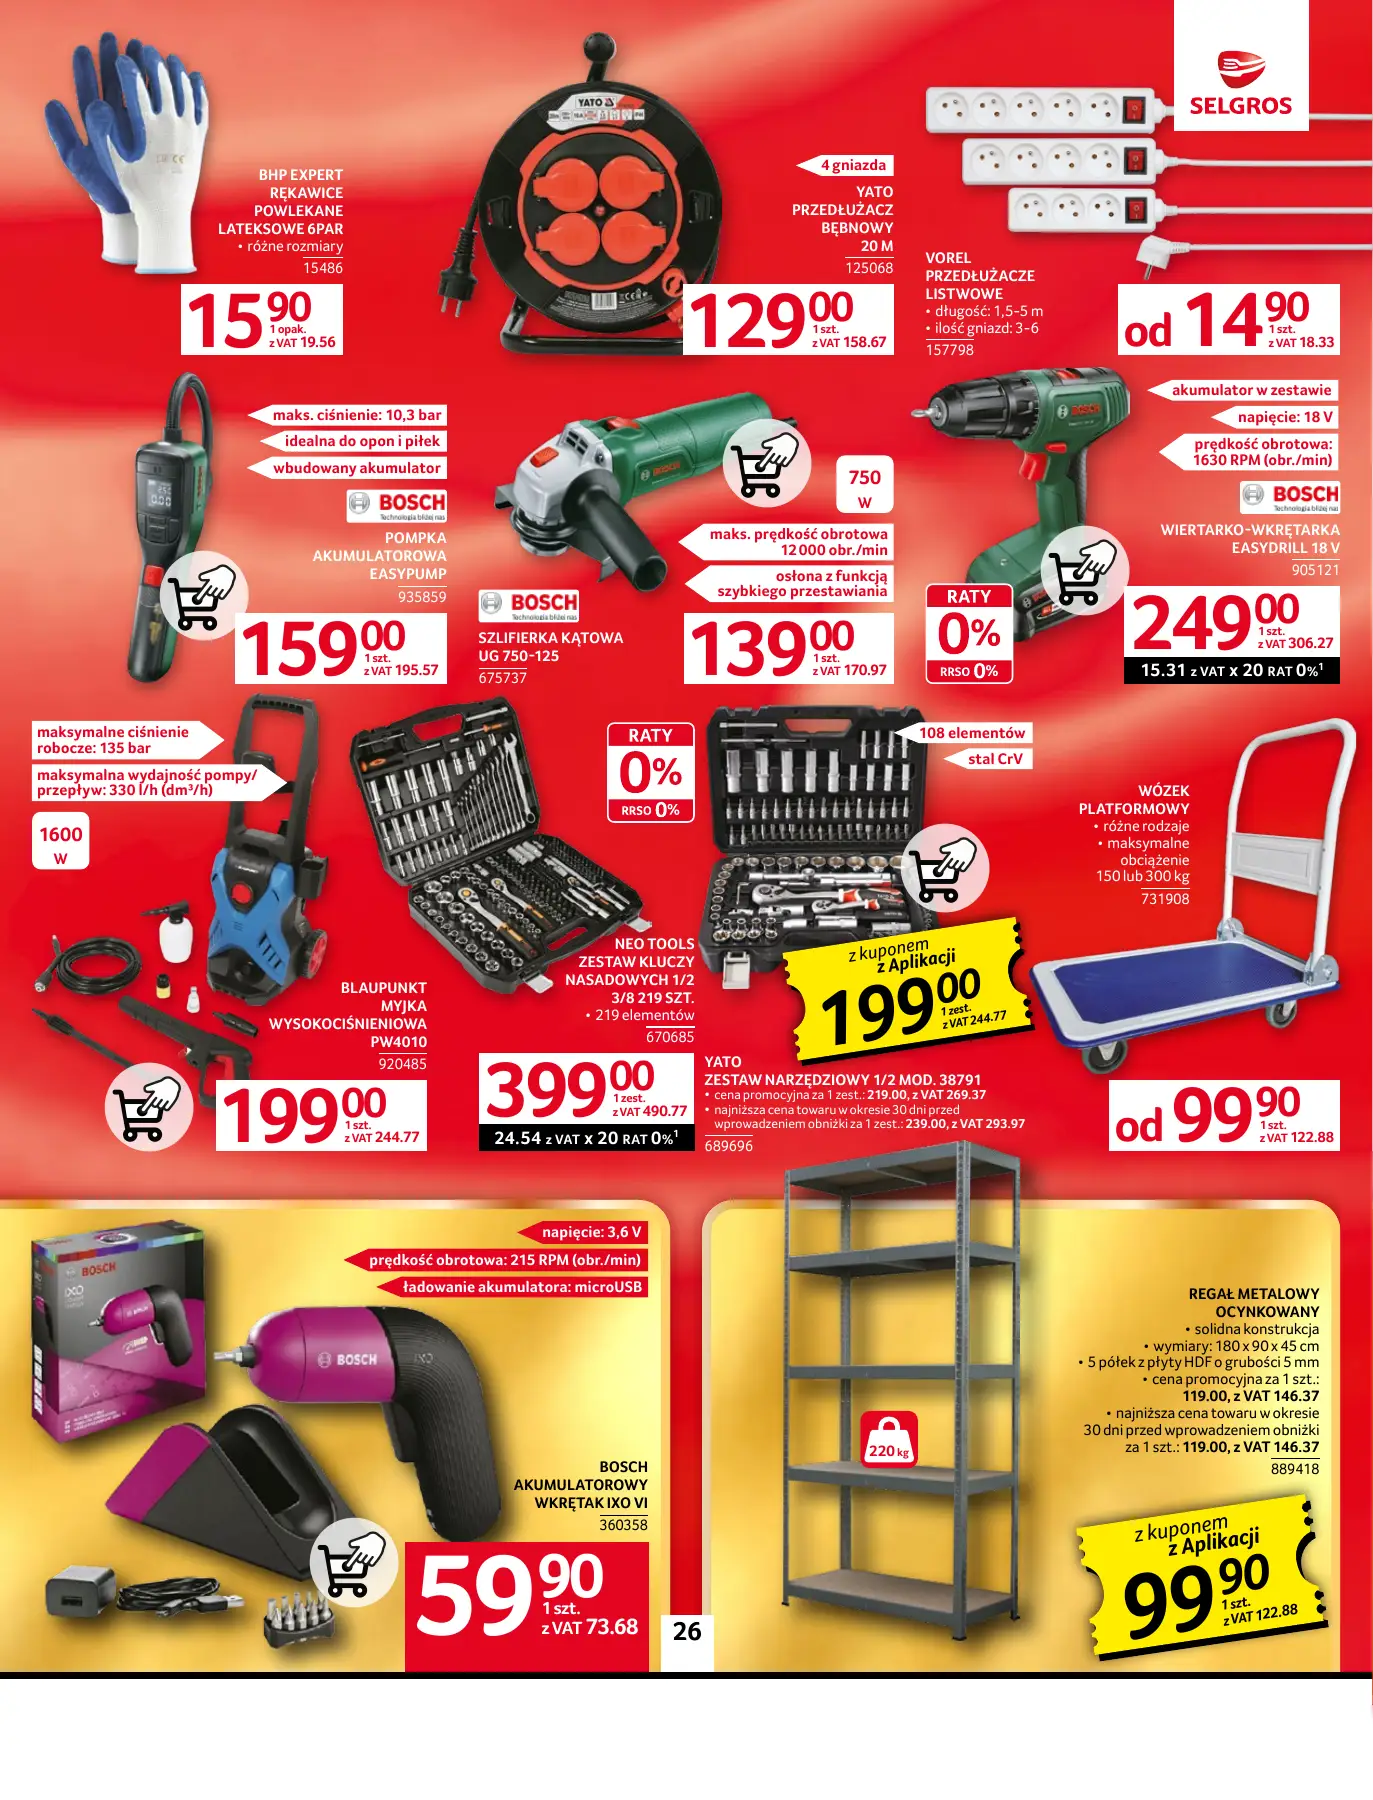 SELGROS
BHP EXPERT
RĘKAWICE
POWLEKANE
LATEKSOWE 6PAR
• różne rozmiary
15486
15 90
1 opak.
z VAT 19.56
YATO
4 gniazda
YATO
PRZEDŁUŻACZ
BĘBNOWY
20 M
125068
129 00
1 szt.
z VAT 158.67
VOREL
PRZEDŁUŻACZE
LISTWOWE
• długość: 1,5-5 m
• ilość gniazd: 3-6
157798
od 14 90
1 szt.
z VAT 18.33
maks. ciśnienie: 10,3 bar
idealna do opon i piłek
wbudowany akumulator
BOSCH
Technologia bliżej nas
POMPKA
AKUMULATOROWA
EASYPUMP
935859
159 00
1 szt.
z VAT 195.57
BOSCH
750
W
maks. prędkość obrotowa
12 000 obr./min
osłona z funkcją
szybkiego przestawiania
BOSCH
Technologia bliżej nas
SZLIFIERKA KĄTOWA
UG 750-125
675737
139 00
1 szt.
z VAT 170.97
BOSCH
akumulator w zestawie
napięcie: 18 V
prędkość obrotowa:
1630 RPM (obr./min)
BOSCH
Technologia bliżej nas
WIERTARKO-WKRĘTARKA
EASYDRILL 18 V
905121
RATY
0%
RRSO 0%
249 00
1 szt.
z VAT 306.27
15.31 z VAT x 20 RAT 0%¹
maksymalne ciśnienie
robocze: 135 bar
maksymalna wydajność pompy/
przepływ: 330 l/h (dm³/h)
1600
W
BLAUPUNKT
MYJKA
WYSOKOCIŚNIENIOWA
PW4010
920485
199 00
1 szt.
z VAT 244.77
RATY
0%
RRSO 0%
NEO TOOLS
ZESTAW KLUCZY
NASADOWYCH 1/2
3/8 219 SZT.
• 219 elementów
670685
399 00
1 zest.
z VAT 490.77
24.54 z VAT x 20 RAT 0%¹
108 elementów
stal CrV
z kuponem
z Aplikacji
199 00
1 zest.
z VAT 244.77
YATO
ZESTAW NARZĘDZIOWY 1/2 MOD. 38791
• cena promocyjna za 1 zest.: 219.00, z VAT 269.37
• najniższa cena towaru w okresie 30 dni przed
wprowadzeniem obniżki za 1 zest.: 239.00, z VAT 293.97
689696
WÓZEK
PLATFORMOWY
• różne rodzaje
• maksymalne
obciążenie
150 lub 300 kg
731908
od 99 90
1 szt.
z VAT 122.88
BOSCH
IXO
napięcie: 3,6 V
prędkość obrotowa: 215 RPM (obr./min)
ładowanie akumulatora: microUSB
BOSCH
IXO
BOSCH
AKUMULATOROWY
WKRĘTAK IXO VI
360358
59 90
1 szt.
z VAT 73.68
220 kg
REGAŁ METALOWY
OCYNKOWANY
• solidna konstrukcja
• wymiary: 180 x 90 x 45 cm
• 5 półek z płyty HDF o grubości 5 mm
• cena promocyjna za 1 szt.:
119.00, z VAT 146.37
• najniższa cena towaru w okresie
30 dni przed wprowadzeniem obniżki
za 1 szt.: 119.00, z VAT 146.37
889418
z kuponem
z Aplikacji
99 90
1 szt.
z VAT 122.88
26